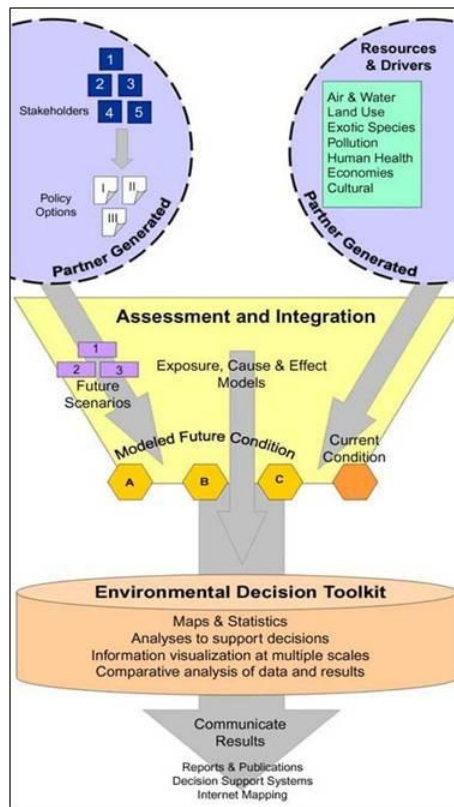 1
2 3
Stakeholders 4 5
Policy
Options
I II
III
Partner Generated
Resources
& Drivers
Air & Water
Land Use
Exotic Species
Pollution
Human Health
Economies
Cultural
Partner Generated
Assessment and Integration
1
2 3
Future
Scenarios
Exposure, Cause & Effect
Models
Modeled Future Condition
Current
Condition
A B C
Environmental Decision Toolkit
Maps & Statistics
Analyses to support decisions
Information visualization at multiple scales
Comparative analysis of data and results
Communicate
Results
Reports & Publications
Decision Support Systems
Internet Mapping